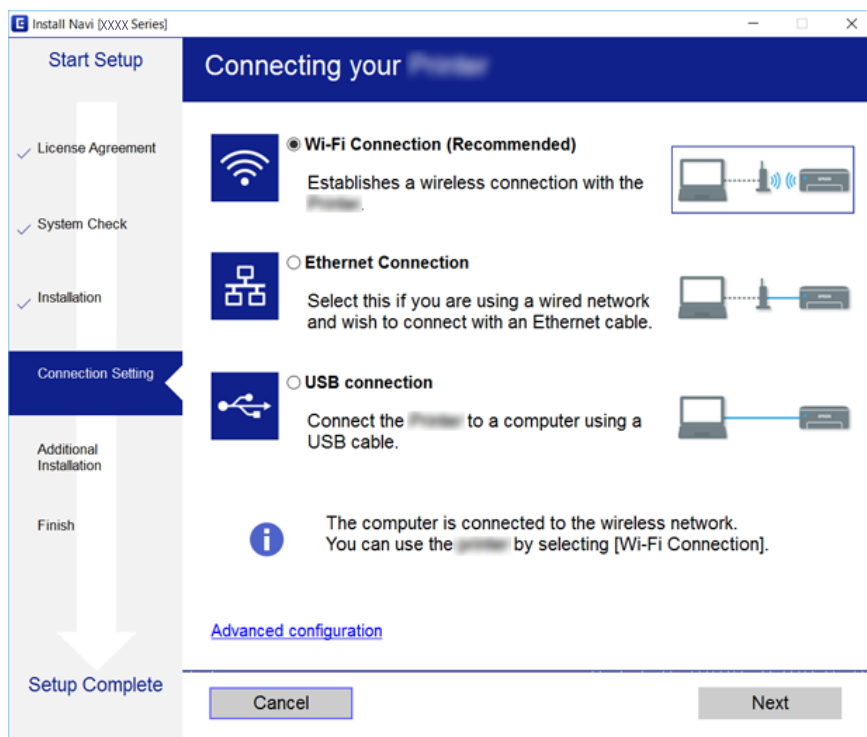 Install Navi [XXXX Series]
Start Setup
License Agreement
System Check
Installation
Connection Setting
Additional
Installation
Finish
Setup Complete
Connecting your Printer
Wi-Fi Connection (Recommended)
Establishes a wireless connection with the
Printer.
Ethernet Connection
Select this if you are using a wired network
and wish to connect with an Ethernet cable.
USB connection
Connect the Printer to a computer using a
USB cable.
The computer is connected to the wireless network.
You can use the printer by selecting [Wi-Fi Connection].
Advanced configuration
Cancel
Next